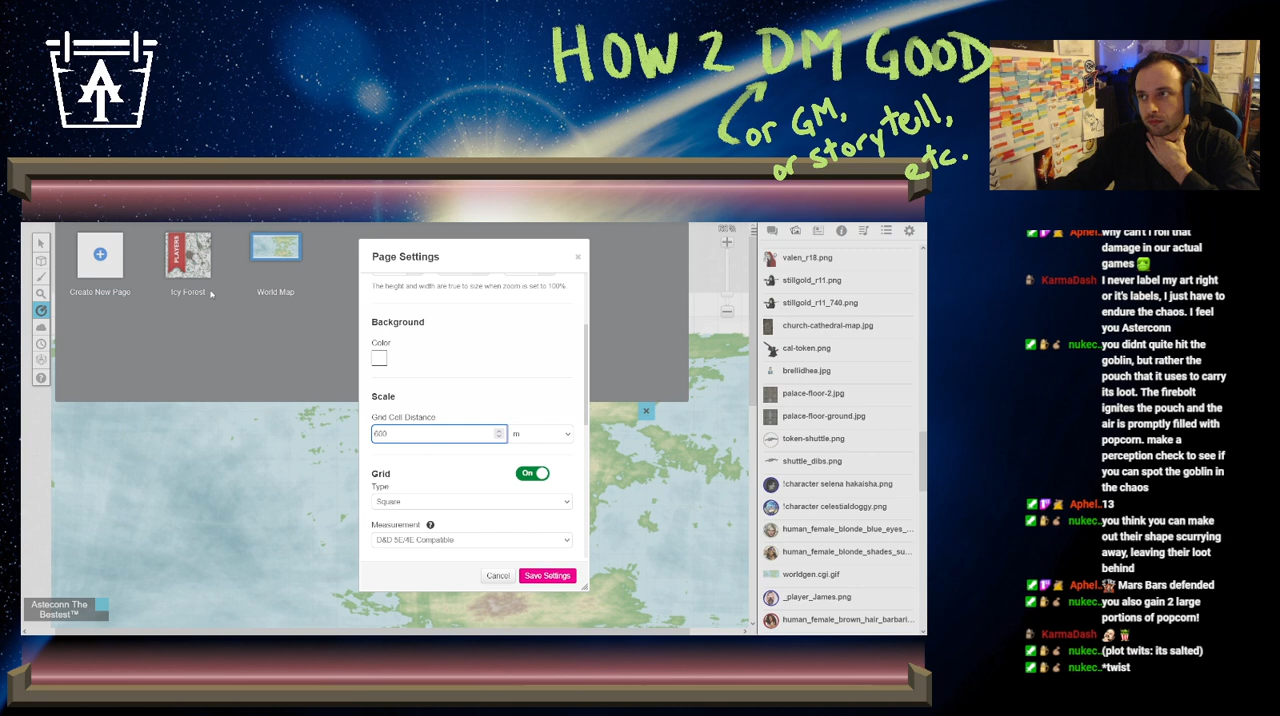 HOW 2 DM GOOD
or GM,
or storytell,
etc.
AT
PLAYERS
Create New Page
Icy Forest
World Map
Page Settings
×
The height and width are true to size when zoom is set to 100%.
Background
Color
Scale
Grid Cell Distance
600
m
Grid
On
Type
Square
Measurement
D&D 5E/4E Compatible
Cancel
Save Settings
Asteconn The
Bestest™
valen_r18.png
stillgold_r11.png
stillgold_r11_740.png
church-cathedral-map.jpg
cal-token.png
brellidhea.jpg
palace-floor-2.jpg
palace-floor-ground.jpg
token-shuttle.png
shuttle_dibs.png
!character selena hakaisha.png
!character celestialdoggy.png
human_female_blonde_blue_eyes_...
human_female_blonde_shades_su...
worldgen.cgi.gif
_player_James.png
human_female_brown_hair_barbari...
Aphel.. why can't I roll that
damage in our actual
games
KarmaDash I never label my art right
or it's labels, I just have to
endure the chaos. I feel
you Asterconn
nukec.. you didnt quite hit the
goblin, but rather the
pouch that it uses to carry
its loot. The firebolt
ignites the pouch and the
air is promptly filled with
popcorn. make a
perception check to see if
you can spot the goblin in
the chaos
Aphel.. 13
nukec.. you think you can make
out their shape scurrying
away, leaving their loot
behind
Aphel.. Mars Bars defended
nukec.. you also gain 2 large
portions of popcorn!
KarmaDash
nukec.. (plot twits: its salted)
nukec.. *twist